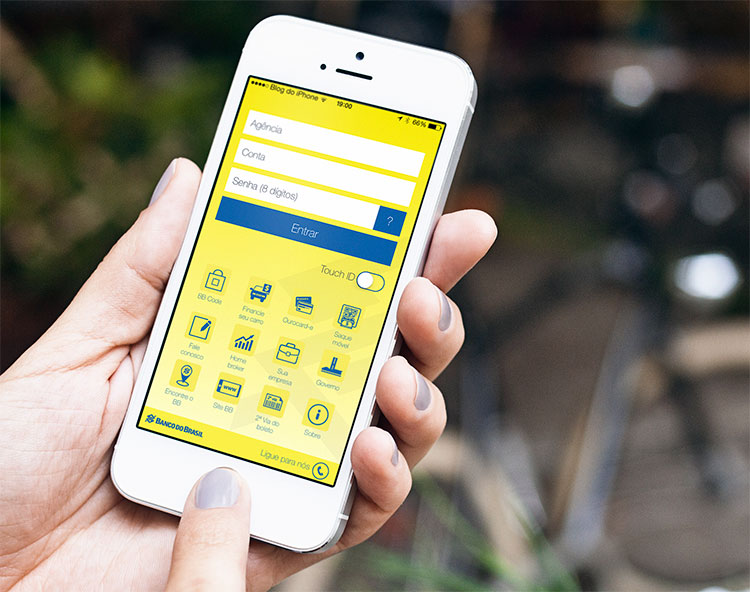 Blog do iPhone 19:00 66%
Agência
Conta
Senha (8 dígitos)
?
Entrar
Touch ID
BB Code
Financie
seu carro
Ourocard-e
Saque
móvel
Fale
conosco
Home
broker
Sua
empresa
Governo
Encontre o
BB
www
Site BB
2ª Via do
boleto
Sobre
BANCO DO BRASIL
Ligue para nós